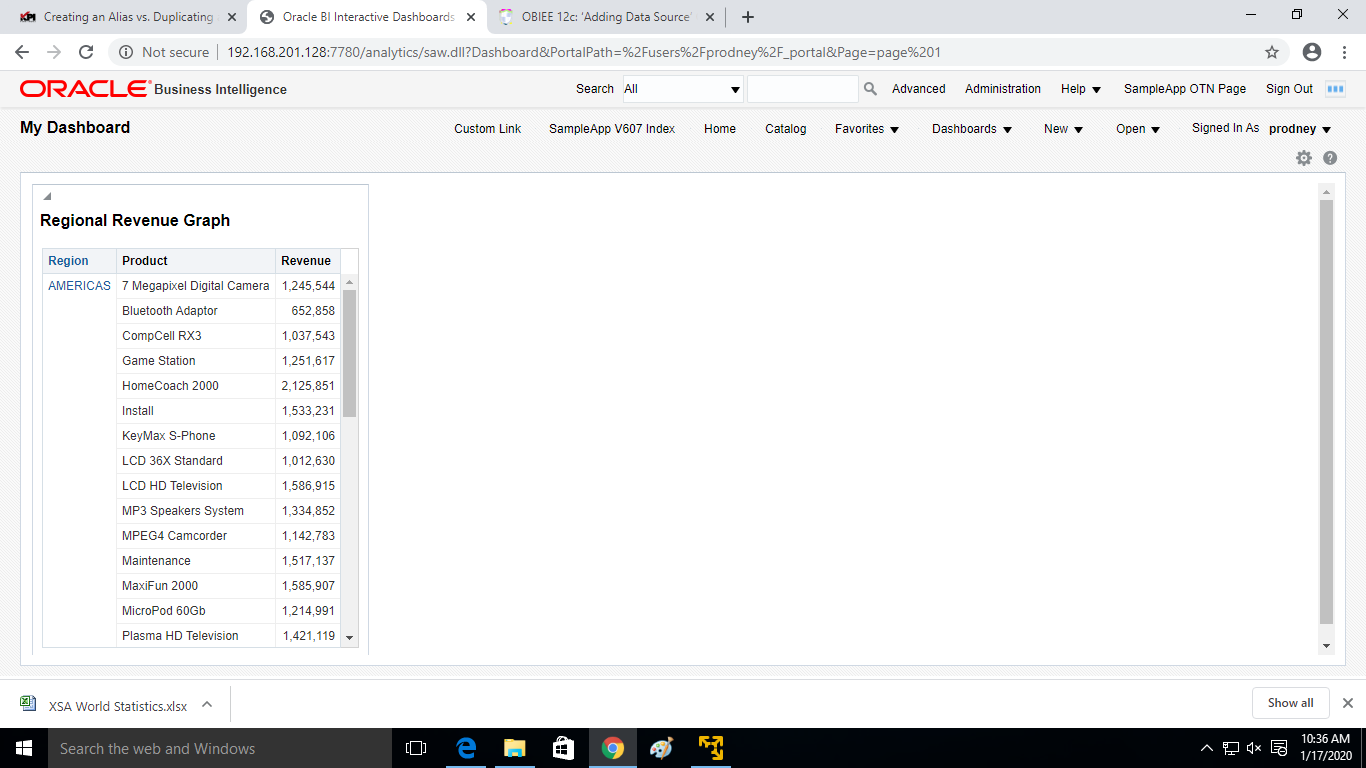 Creating an Alias vs. Duplicating
Oracle BI Interactive Dashboards
OBIEE 12c: 'Adding Data Source'
Not secure 192.168.201.128:7780/analytics/saw.dll?Dashboard&PortalPath=%2Fusers%2Fprodney%2F_portal&Page=page%201
ORACLE Business Intelligence
Search All Advanced Administration Help SampleApp OTN Page Sign Out
My Dashboard
Custom Link SampleApp V607 Index Home Catalog Favorites Dashboards New Open Signed In As prodney
Regional Revenue Graph
Region Product Revenue
AMERICAS 7 Megapixel Digital Camera 1,245,544
Bluetooth Adaptor 652,858
CompCell RX3 1,037,543
Game Station 1,251,617
HomeCoach 2000 2,125,851
Install 1,533,231
KeyMax S-Phone 1,092,106
LCD 36X Standard 1,012,630
LCD HD Television 1,586,915
MP3 Speakers System 1,334,852
MPEG4 Camcorder 1,142,783
Maintenance 1,517,137
MaxiFun 2000 1,585,907
MicroPod 60Gb 1,214,991
Plasma HD Television 1,421,119
XSA World Statistics.xlsx
Show all
Search the web and Windows
10:36 AM
1/17/2020